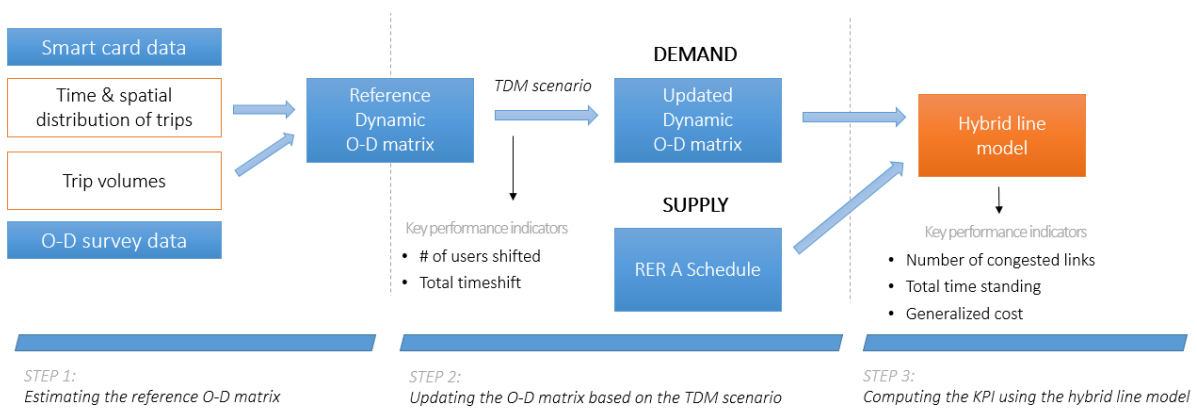 Smart card data
Time & spatial
distribution of trips
Trip volumes
O-D survey data
Reference
Dynamic
O-D matrix
TDM scenario
Key performance indicators
• # of users shifted
• Total timeshift
DEMAND
Updated
Dynamic
O-D matrix
SUPPLY
RER A Schedule
Hybrid line
model
Key performance indicators
• Number of congested links
• Total time standing
• Generalized cost
STEP 1:
Estimating the reference O-D matrix
STEP 2:
Updating the O-D matrix based on the TDM scenario
STEP 3:
Computing the KPI using the hybrid line model